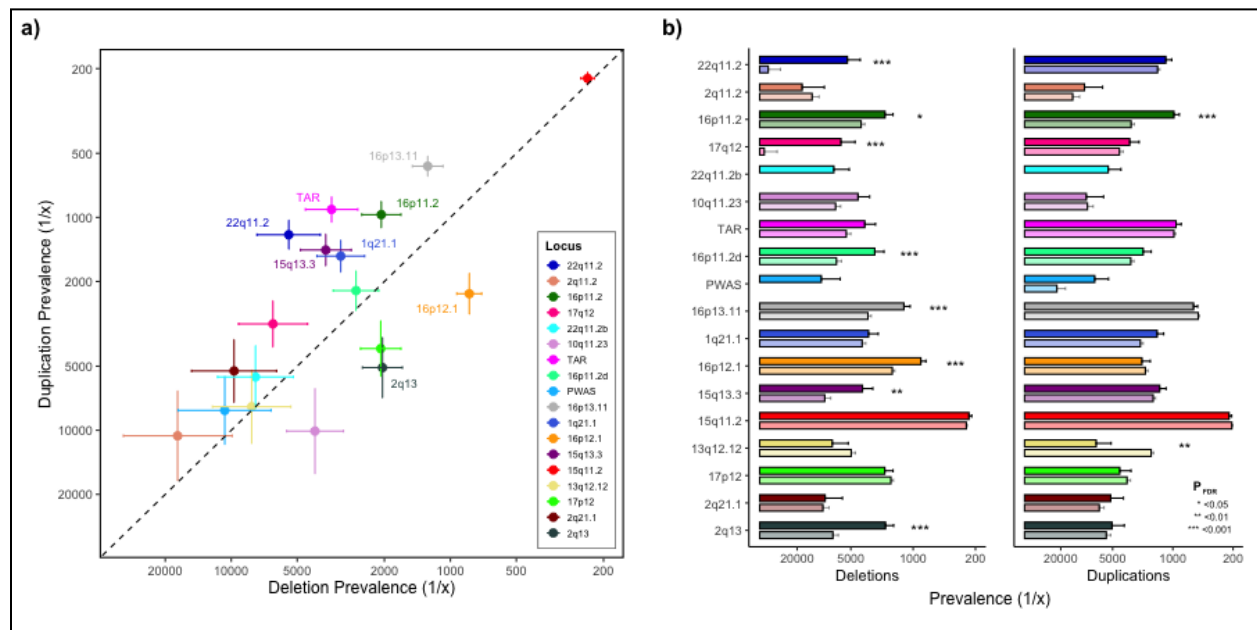 a)
200
500
1000
2000
5000
10000
20000
Duplication Prevalence (1/x)
16p13.11
TAR
16p11.2
22q11.2
1q21.1
15q13.3
16p12.1
2q13
Locus
22q11.2
2q11.2
16p11.2
17q12
22q11.2b
10q11.23
TAR
16p11.2d
PWAS
16p13.11
1q21.1
16p12.1
15q13.3
15q11.2
13q12.12
17p12
2q21.1
2q13
20000 10000 5000 2000 1000 500 200
Deletion Prevalence (1/x)
b)
22q11.2 ***
2q11.2
16p11.2 * ***
17q12 ***
22q11.2b
10q11.23
TAR
16p11.2d ***
PWAS
16p13.11 ***
1q21.1
16p12.1 ***
15q13.3 **
15q11.2
13q12.12 **
17p12
2q21.1
2q13 ***
P FDR
* <0.05
** <0.01
*** <0.001
20000 5000 1000 200
20000 5000 1000 200
Deletions
Duplications
Prevalence (1/x)